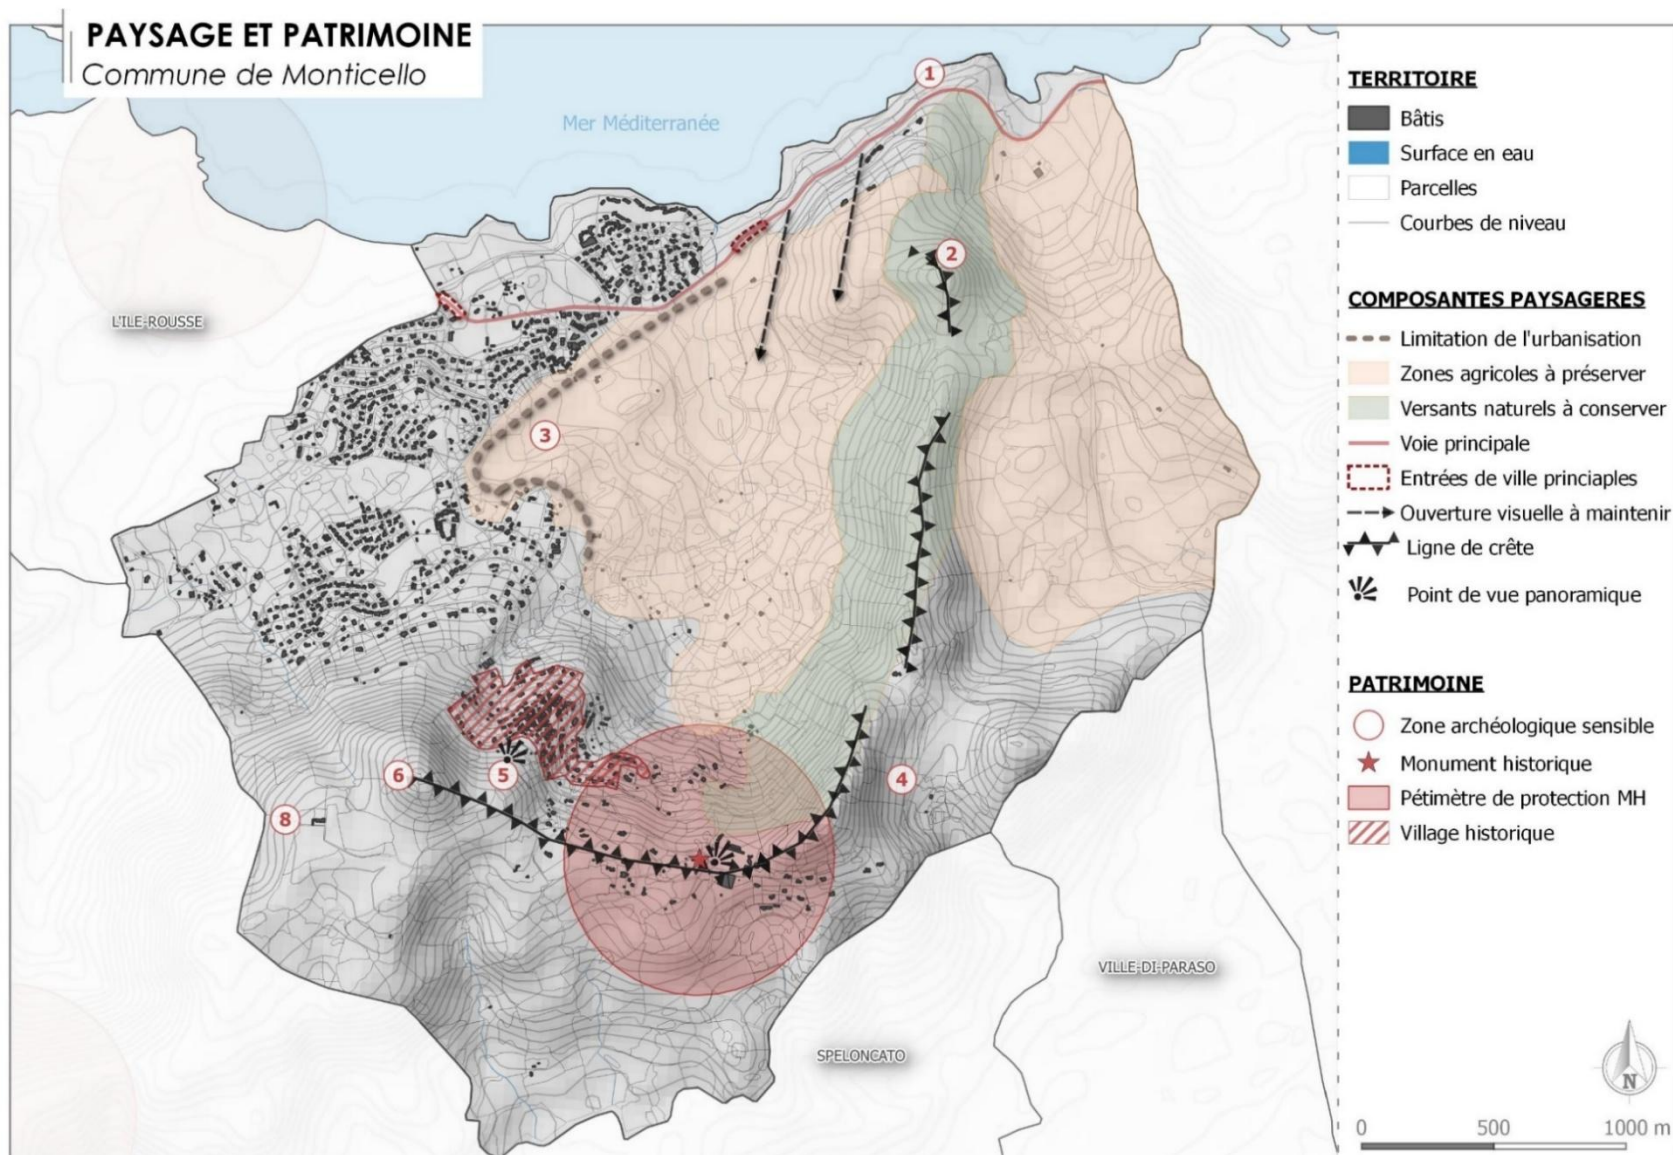 PAYSAGE ET PATRIMOINE
Commune de Monticello
Mer Méditerranée
1
2
L'ILE-ROUSSE
3
6
5
4
8
VILLE-DI-PARASO
SPELONCATO
TERRITOIRE
Bâtis
Surface en eau
Parcelles
Courbes de niveau
COMPOSANTES PAYSAGERES
Limitation de l'urbanisation
Zones agricoles à préserver
Versants naturels à conserver
Voie principale
Entrées de ville princiaples
Ouverture visuelle à maintenir
Ligne de crête
Point de vue panoramique
PATRIMOINE
Zone archéologique sensible
Monument historique
Pétimètre de protection MH
Village historique
N
0 500 1000 m